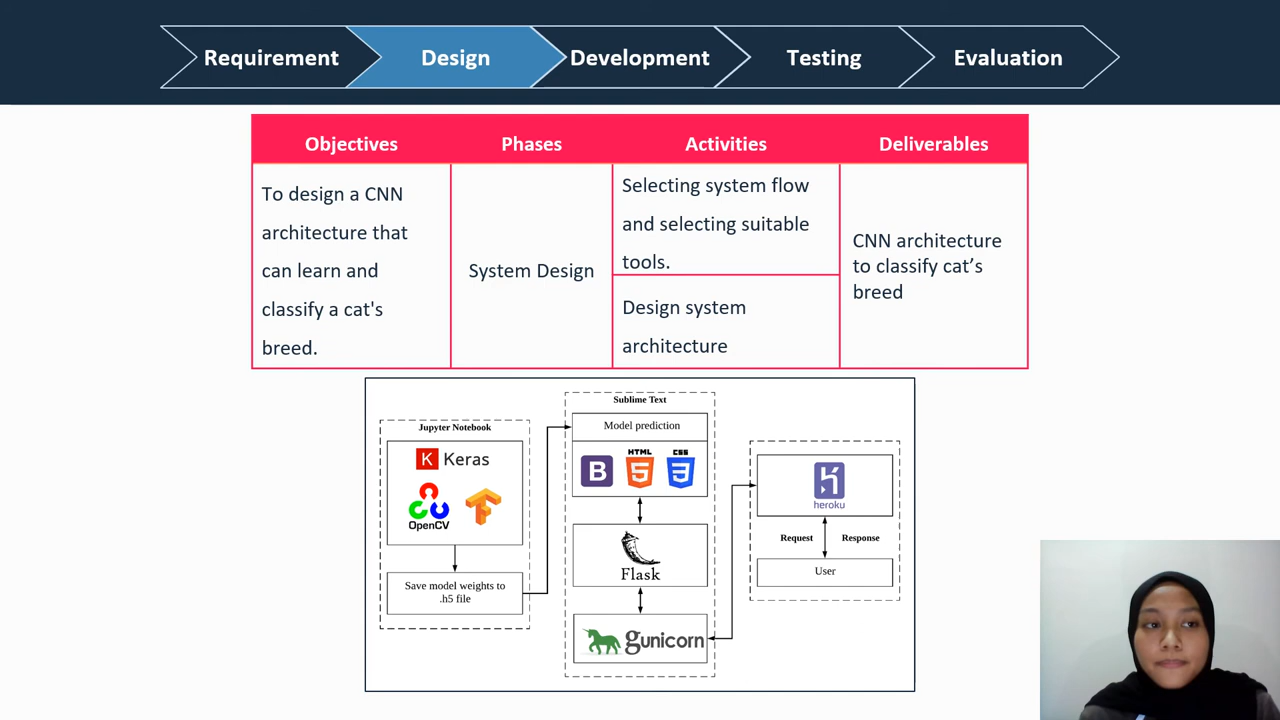 Requirement
Design
Development
Testing
Evaluation
Objectives
Phases
Activities
Deliverables
To design a CNN
architecture that
can learn and
classify a cat's
breed.
System Design
Selecting system flow
and selecting suitable
tools.
Design system
architecture
CNN architecture
to classify cat’s
breed
Jupyter Notebook
K Keras
OpenCV
Save model weights to
.h5 file
Sublime Text
Model prediction
B
HTML
5
CSS
3
Flask
gunicorn
heroku
Request
Response
User